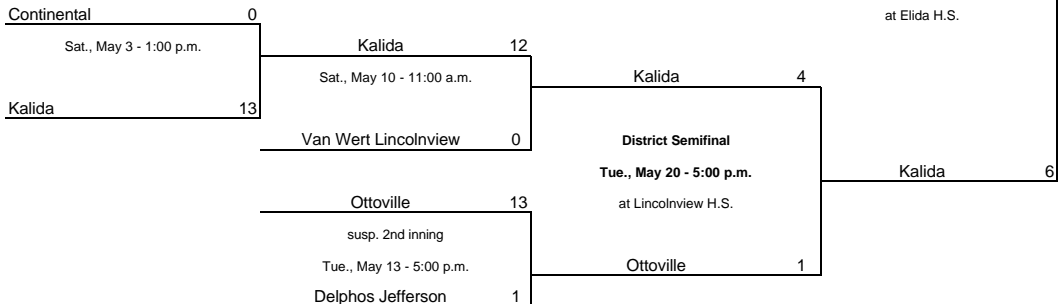 Continental 0
at Elida H.S.
Sat., May 3 - 1:00 p.m.
Kalida 12
Sat., May 10 - 11:00 a.m.
Kalida 4
Kalida 13
Van Wert Lincolnview 0
District Semifinal
Tue., May 20 - 5:00 p.m.
Kalida 6
Ottoville 13
at Lincolnview H.S.
susp. 2nd inning
Tue., May 13 - 5:00 p.m.
Ottoville 1
Delphos Jefferson 1